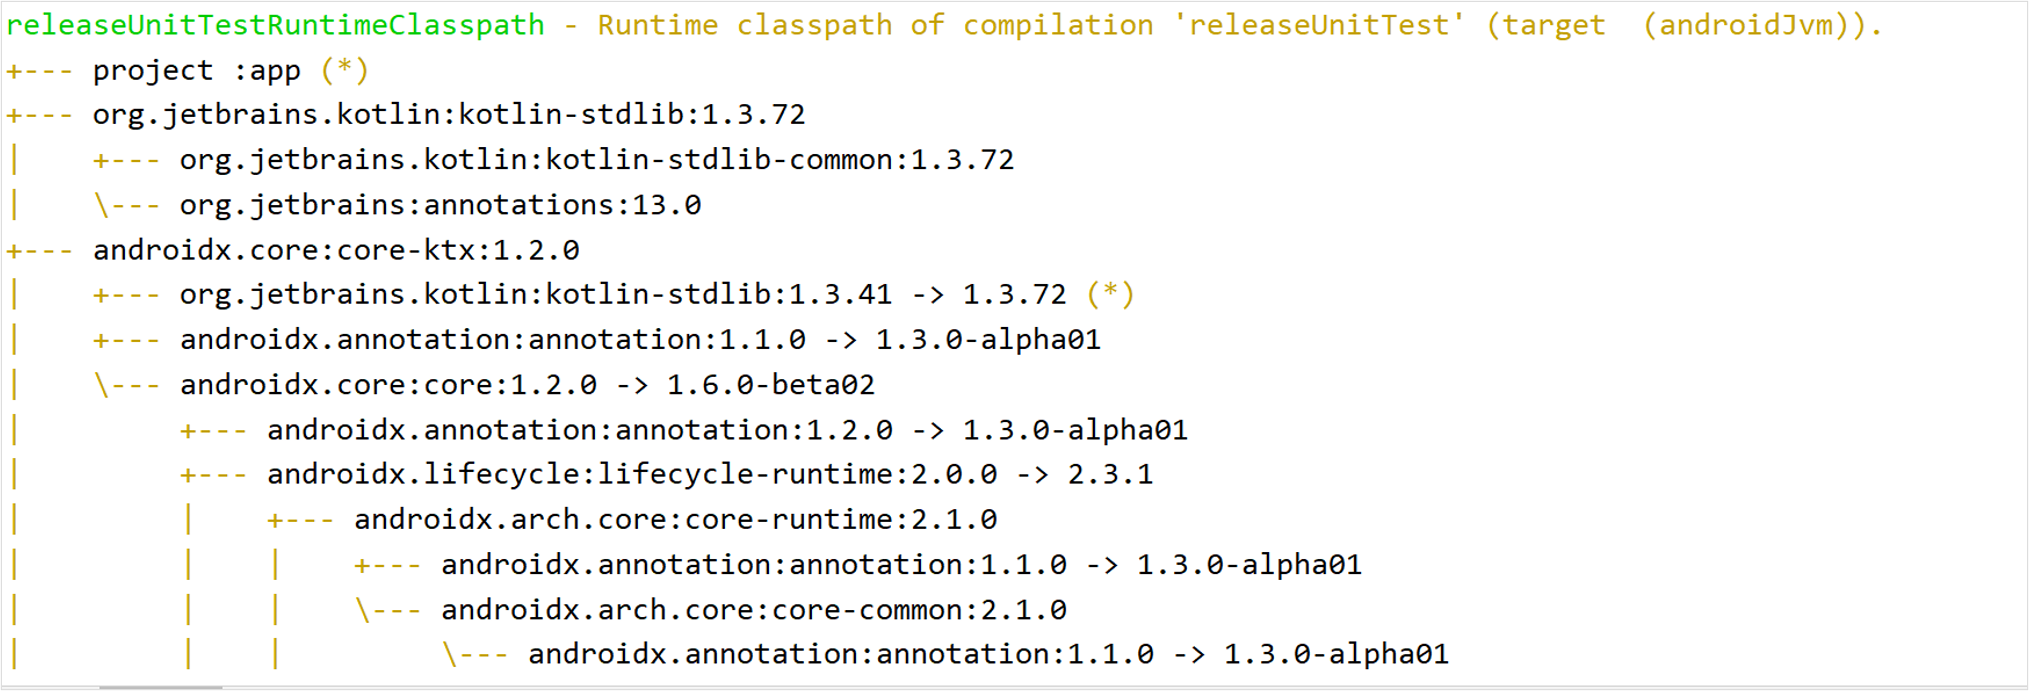 releaseUnitTestRuntimeClasspath - Runtime classpath of compilation 'releaseUnitTest' (target  (androidJvm)).
+--- project :app (*)
+--- org.jetbrains.kotlin:kotlin-stdlib:1.3.72
|    +--- org.jetbrains.kotlin:kotlin-stdlib-common:1.3.72
|    \--- org.jetbrains:annotations:13.0
+--- androidx.core:core-ktx:1.2.0
|    +--- org.jetbrains.kotlin:kotlin-stdlib:1.3.41 -> 1.3.72 (*)
|    +--- androidx.annotation:annotation:1.1.0 -> 1.3.0-alpha01
|    \--- androidx.core:core:1.2.0 -> 1.6.0-beta02
|         +--- androidx.annotation:annotation:1.2.0 -> 1.3.0-alpha01
|         +--- androidx.lifecycle:lifecycle-runtime:2.0.0 -> 2.3.1
|         |    +--- androidx.arch.core:core-runtime:2.1.0
|         |    |    +--- androidx.annotation:annotation:1.1.0 -> 1.3.0-alpha01
|         |    |    \--- androidx.arch.core:core-common:2.1.0
|         |    |         \--- androidx.annotation:annotation:1.1.0 -> 1.3.0-alpha01